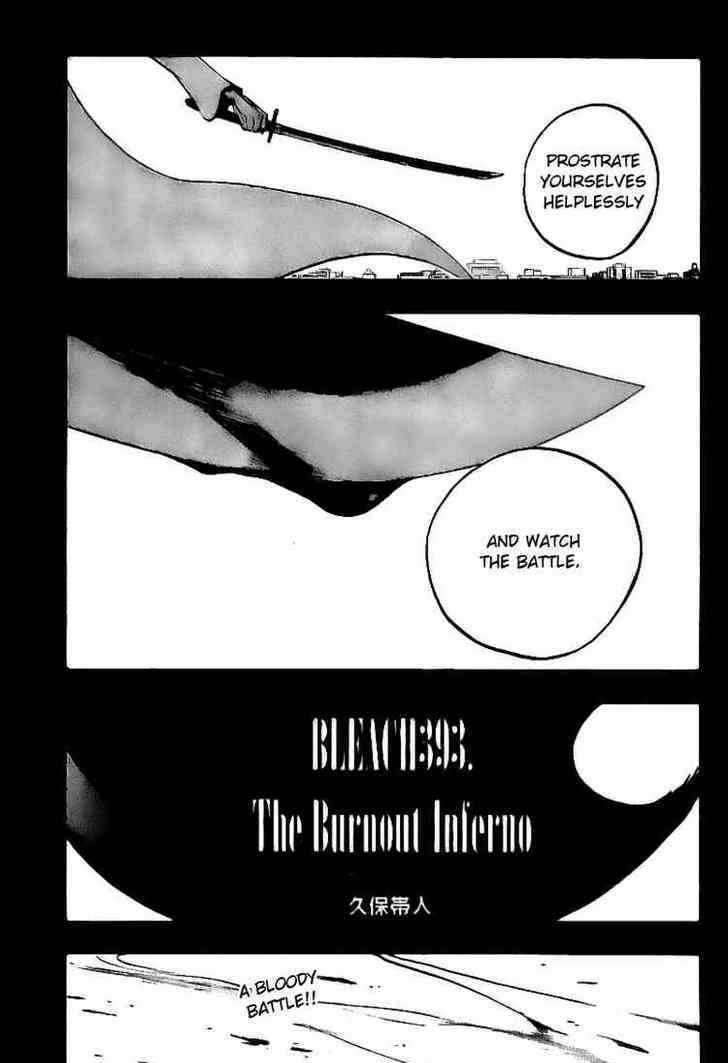 PROSTRATE
YOURSELVES
HELPLESSLY
AND WATCH
THE BATTLE.
BLEACH393.
The Burnout Inferno
久保帯人
A BLOODY
BATTLE!!